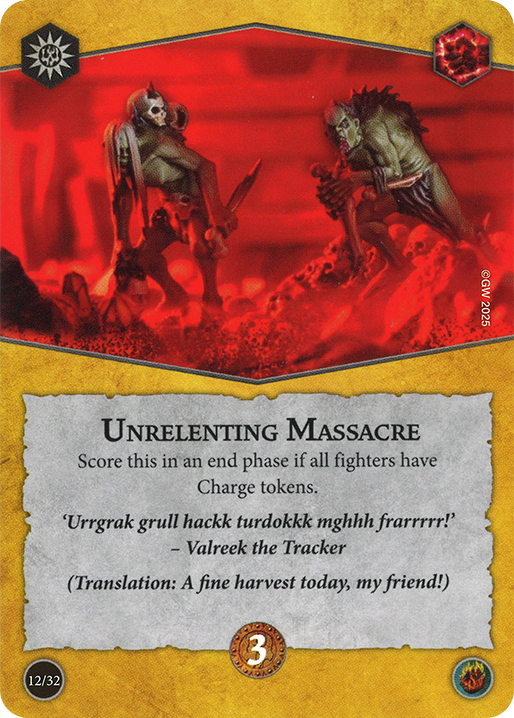 ©GW 2025
Unrelenting Massacre
Score this in an end phase if all fighters have
Charge tokens.
‘Urrgrak grull hackk turdokkk mghhh frarrrrr!’
– Valreek the Tracker
(Translation: A fine harvest today, my friend!)
3
12/32